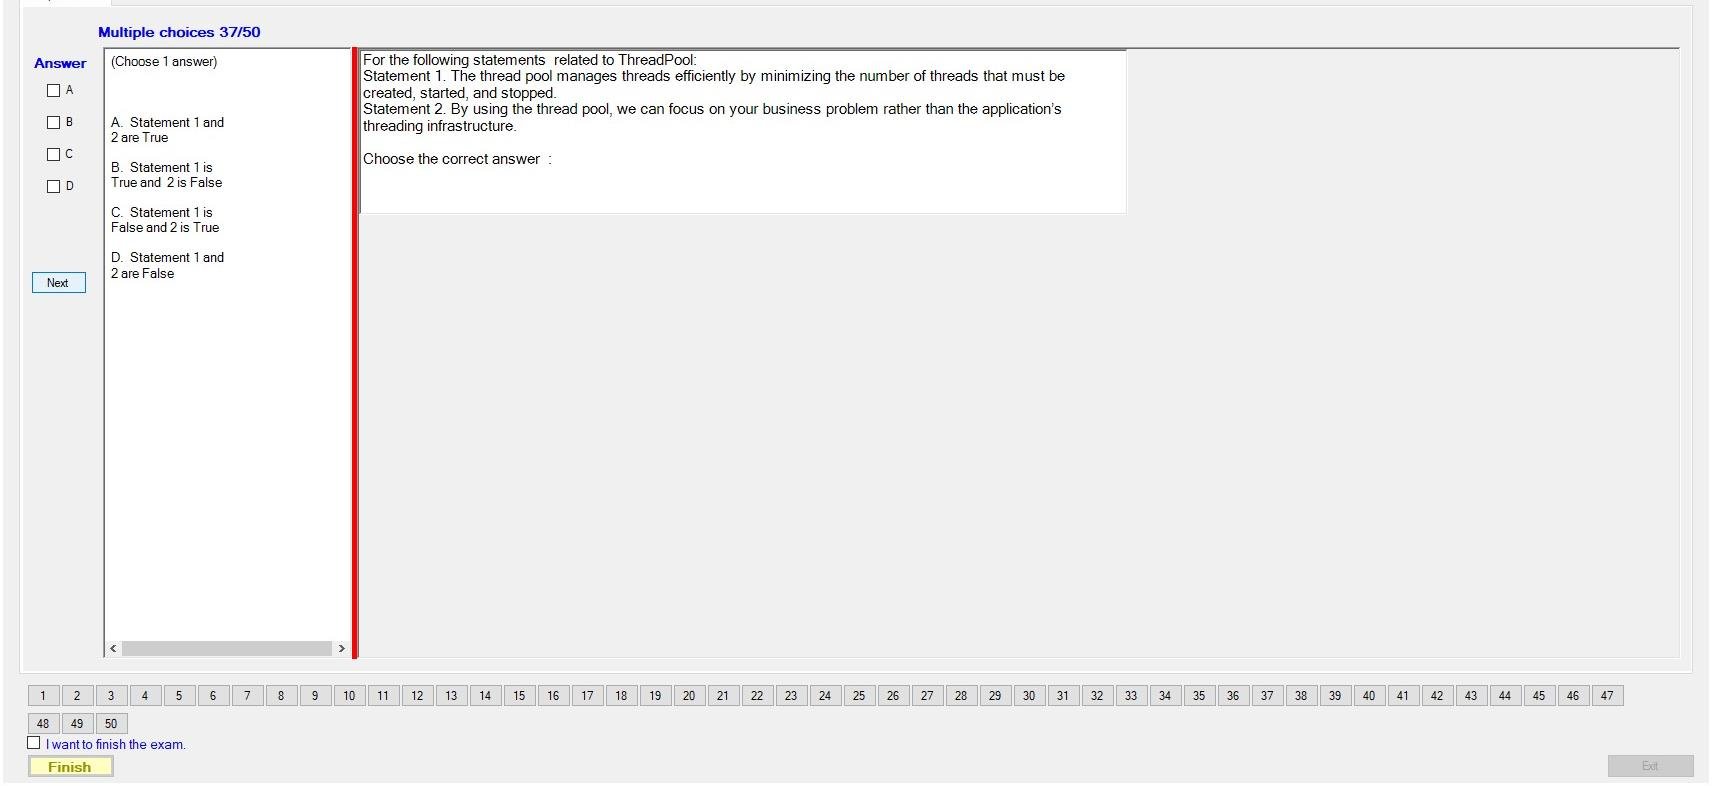 Multiple choices 37/50
Answer
A
B
C
D
Next
(Choose 1 answer)
A. Statement 1 and
2 are True
B. Statement 1 is
True and 2 is False
C. Statement 1 is
False and 2 is True
D. Statement 1 and
2 are False
For the following statements related to ThreadPool:
Statement 1. The thread pool manages threads efficiently by minimizing the number of threads that must be
created, started, and stopped.
Statement 2. By using the thread pool, we can focus on your business problem rather than the application's
threading infrastructure.
Choose the correct answer :
1 2 3 4 5 6 7 8 9 10 11 12 13 14 15 16 17 18 19 20 21 22 23 24 25 26 27 28 29 30 31 32 33 34 35 36 37 38 39 40 41 42 43 44 45 46 47
48 49 50
I want to finish the exam.
Finish
Exit